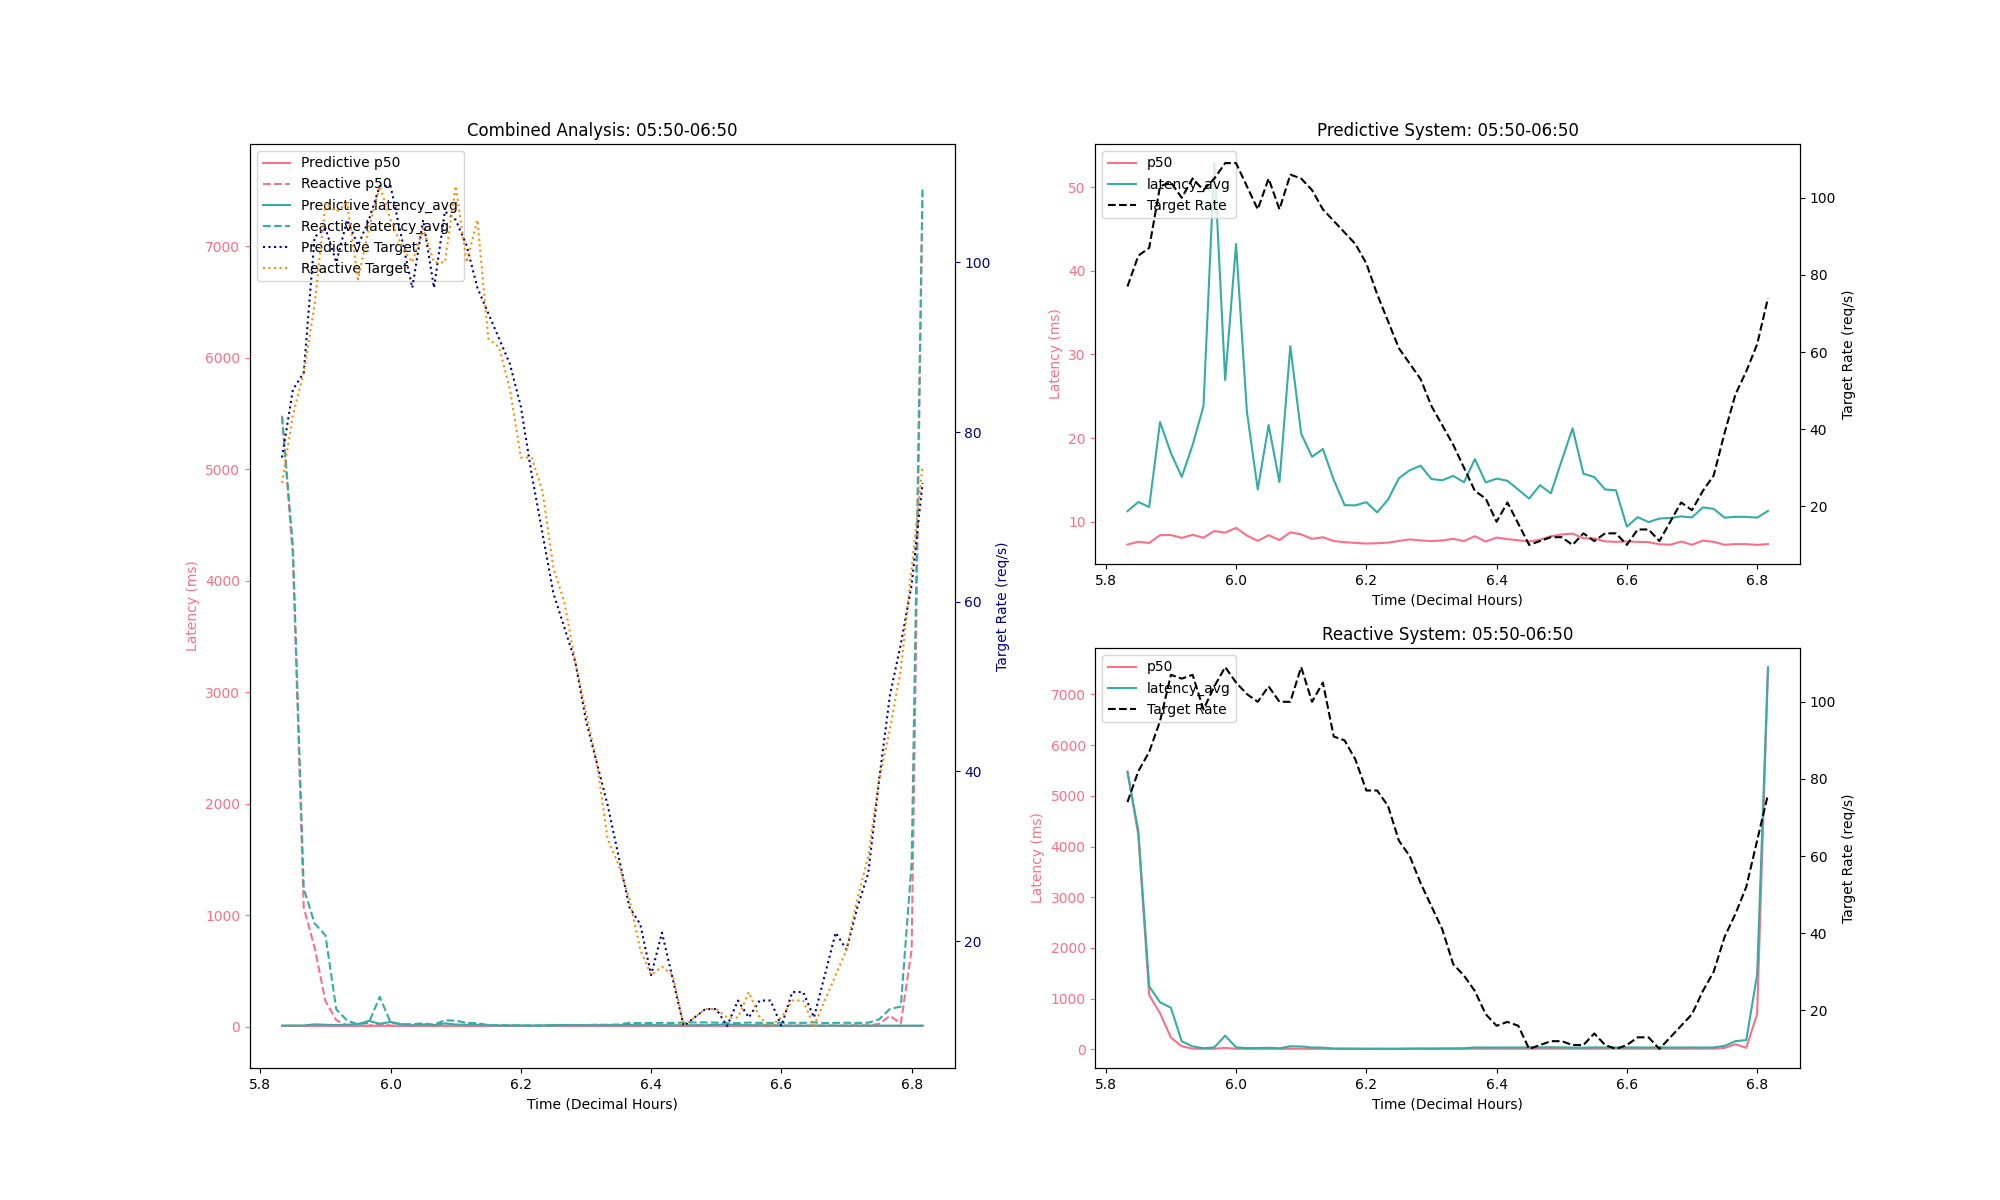 Combined Analysis: 05:50-06:50
Predictive p50
Reactive p50
Predictive latency_avg
Reactive latency_avg
Predictive Target
Reactive Target
7000
6000
5000
4000
3000
2000
1000
0
Latency (ms)
100
80
60
40
20
Target Rate (req/s)
5.8 6.0 6.2 6.4 6.6 6.8
Time (Decimal Hours)
Predictive System: 05:50-06:50
p50
latency_avg
Target Rate
50
40
30
20
10
Latency (ms)
100
80
60
40
20
Target Rate (req/s)
5.8 6.0 6.2 6.4 6.6 6.8
Time (Decimal Hours)
Reactive System: 05:50-06:50
p50
latency_avg
Target Rate
7000
6000
5000
4000
3000
2000
1000
0
Latency (ms)
100
80
60
40
20
Target Rate (req/s)
5.8 6.0 6.2 6.4 6.6 6.8
Time (Decimal Hours)